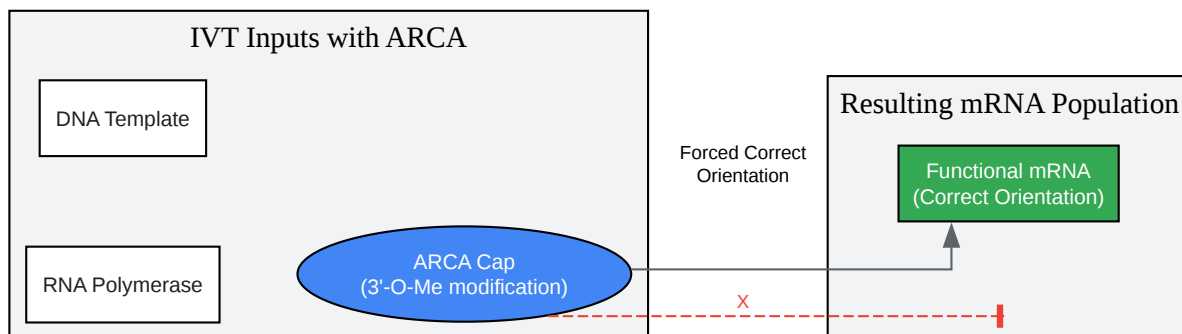 IVT Inputs with ARCA
DNA Template
RNA Polymerase
ARCA Cap
(3'-O-Me modification)
Forced Correct
Orientation
X
Resulting mRNA Population
Functional mRNA
(Correct Orientation)